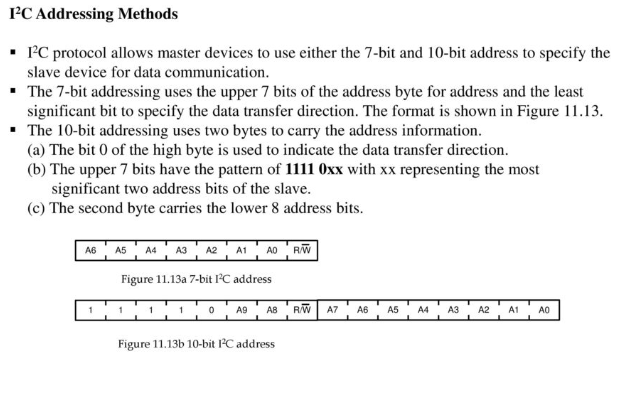 I²C Addressing Methods
▪ I²C protocol allows master devices to use either the 7-bit and 10-bit address to specify the
slave device for data communication.
▪ The 7-bit addressing uses the upper 7 bits of the address byte for address and the least
significant bit to specify the data transfer direction. The format is shown in Figure 11.13.
▪ The 10-bit addressing uses two bytes to carry the address information.
(a) The bit 0 of the high byte is used to indicate the data transfer direction.
(b) The upper 7 bits have the pattern of 1111 0xx with xx representing the most
significant two address bits of the slave.
(c) The second byte carries the lower 8 address bits.
A6 A5 A4 A3 A2 A1 A0 R/W̅
Figure 11.13a 7-bit I²C address
1 1 1 1 0 A9 A8 R/W̅ A7 A6 A5 A4 A3 A2 A1 A0
Figure 11.13b 10-bit I²C address